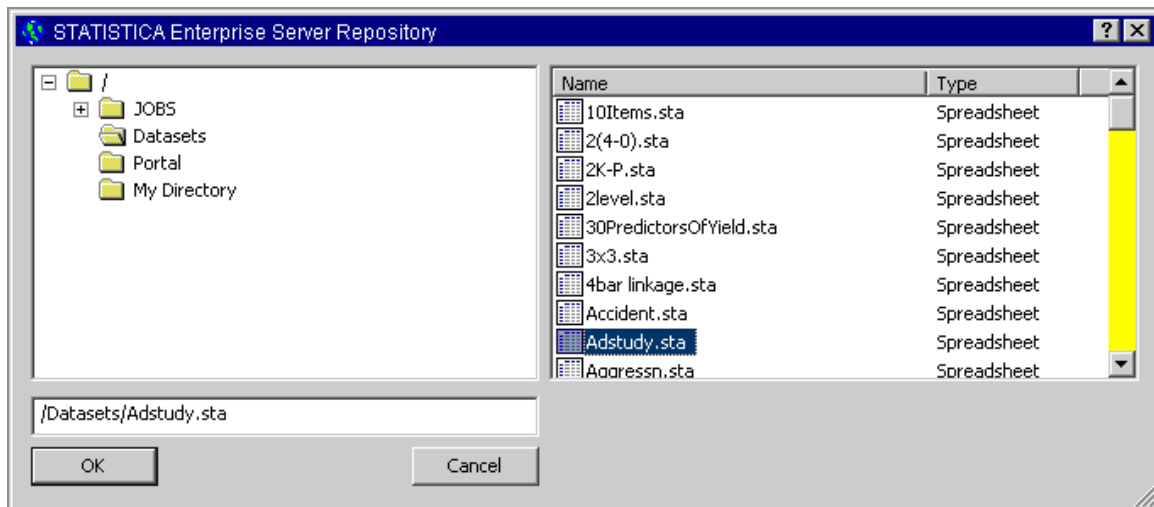 STATISTICA Enterprise Server Repository
/
JOBS
Datasets
Portal
My Directory
Name Type
10Items.sta Spreadsheet
2(4-0).sta Spreadsheet
2K-P.sta Spreadsheet
2level.sta Spreadsheet
30PredictorsOfYield.sta Spreadsheet
3x3.sta Spreadsheet
4bar linkage.sta Spreadsheet
Accident.sta Spreadsheet
Adstudy.sta Spreadsheet
Aggressn.sta Spreadsheet
/Datasets/Adstudy.sta
OK Cancel